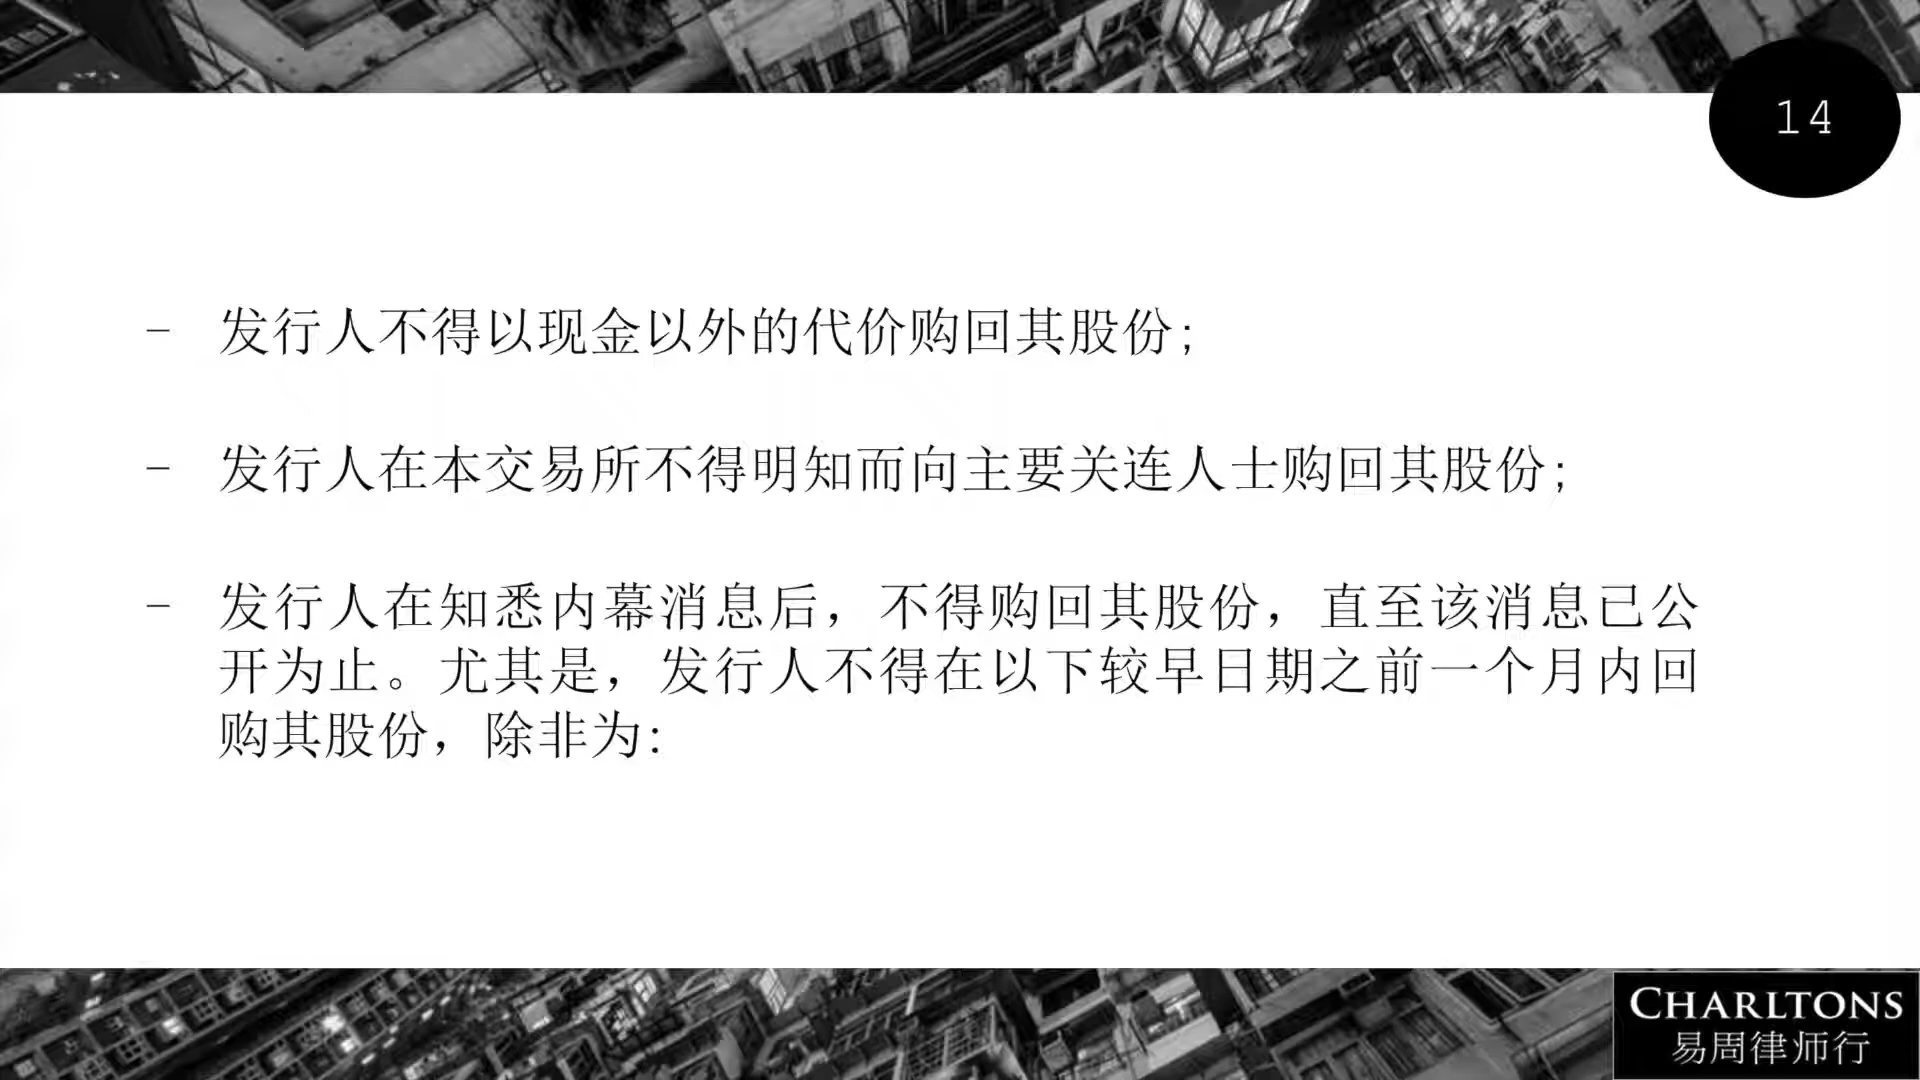 14
- 发行人不得以现金以外的代价购回其股份;
- 发行人在本交易所不得明知而向主要关连人士购回其股份;
- 发行人在知悉内幕消息后，不得购回其股份，直至该消息已公
开为止。尤其是，发行人不得在以下较早日期之前一个月内回
购其股份，除非为:
CHARLTONS
易周律师行